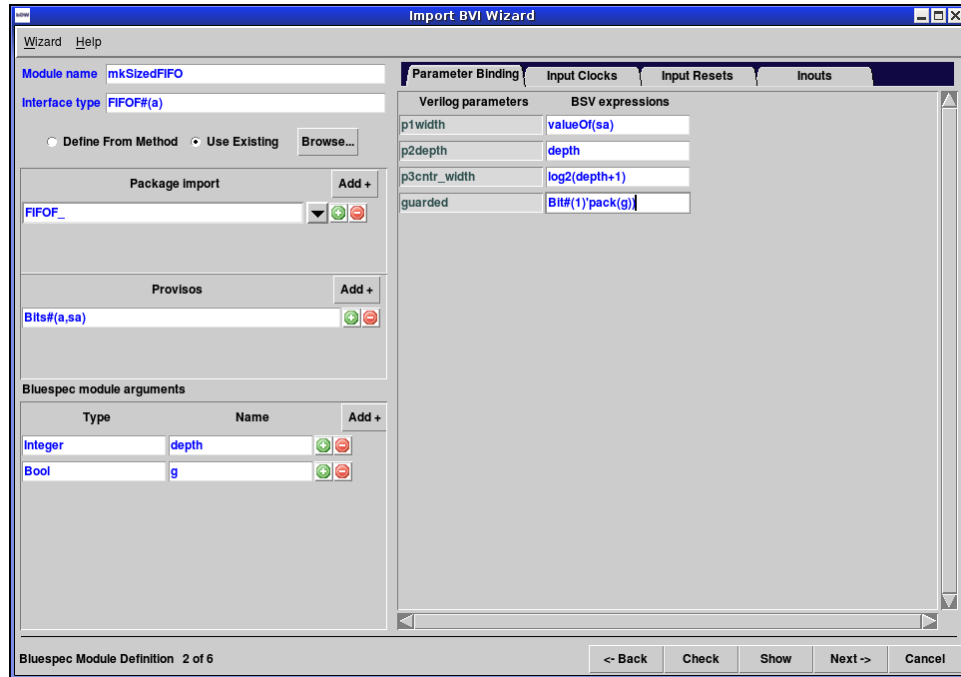 BDW
Import BVI Wizard
Wizard Help
Module name mkSizedFIFO
Interface type FIFOF#(a)
Define From Method Use Existing Browse...
Package import Add +
FIFOF_
Provisos Add +
Bits#(a,sa)
Bluespec module arguments
Type Name Add +
Integer depth
Bool g
Parameter Binding Input Clocks Input Resets Inouts
Verilog parameters BSV expressions
p1width valueOf(sa)
p2depth depth
p3cntr_width log2(depth+1)
guarded Bit#(1)'pack(g))
Bluespec Module Definition 2 of 6
<- Back Check Show Next -> Cancel